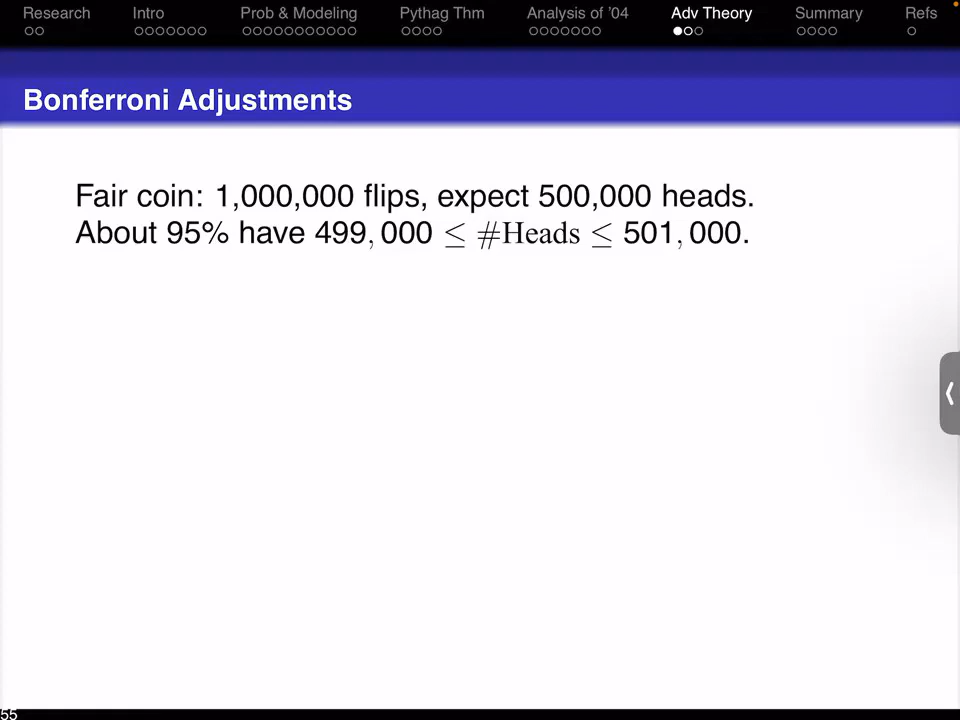 Research Intro Prob & Modeling Pythag Thm Analysis of '04 Adv Theory Summary Refs
Bonferroni Adjustments
Fair coin: 1,000,000 flips, expect 500,000 heads.
About 95% have 499,000 ≤ #Heads ≤ 501,000.
55